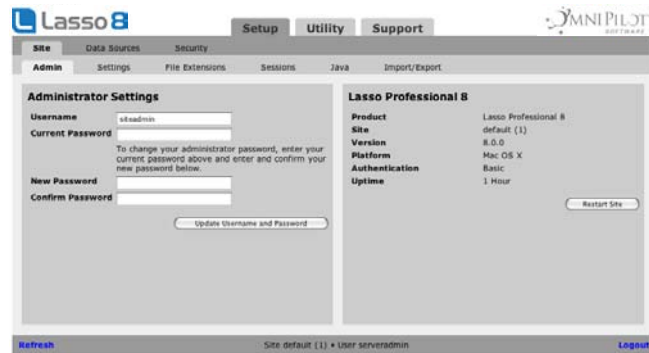 Lasso 8
Setup Utility Support
OMNIPILOT
SOFTWARE
Site Data Sources Security
Admin Settings File Extensions Sessions Java Import/Export
Administrator Settings
Username siteadmin
Current Password
To change your administrator password, enter your
current password above and enter and confirm your
new password below.
New Password
Confirm Password
Update Username and Password
Lasso Professional 8
Product Lasso Professional 8
Site default (1)
Version 8.0.0
Platform Mac OS X
Authentication Basic
Uptime 1 Hour
Restart Site
Refresh Site default (1) • User serveradmin Logout